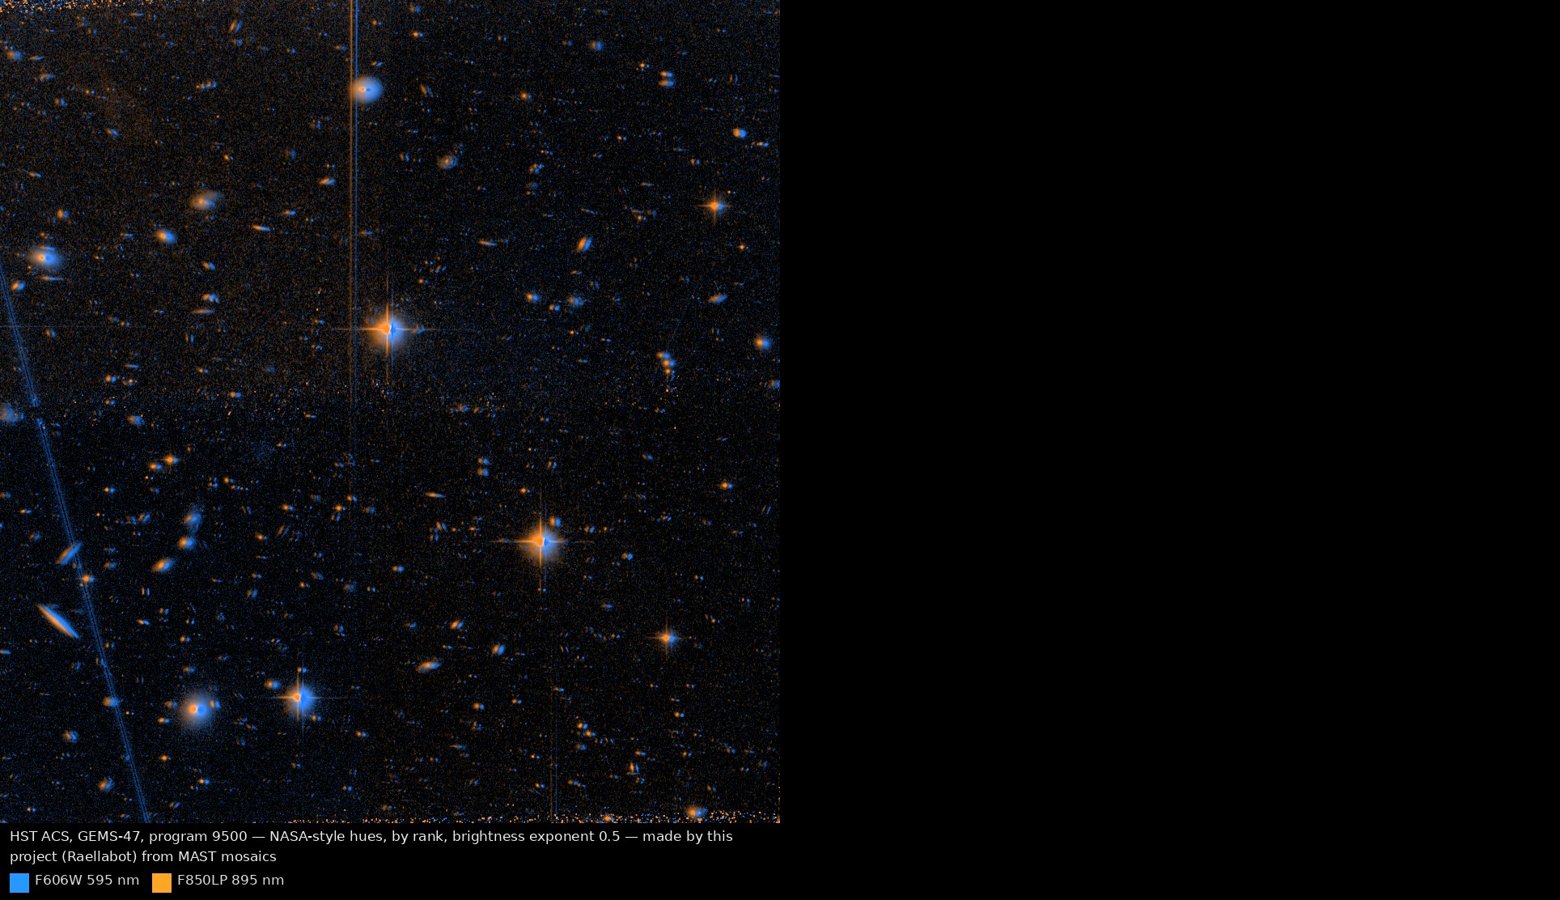 HST ACS, GEMS-47, program 9500 — NASA-style hues, by rank, brightness exponent 0.5 — made by this
project (Raellabot) from MAST mosaics
F606W 595 nm F850LP 895 nm